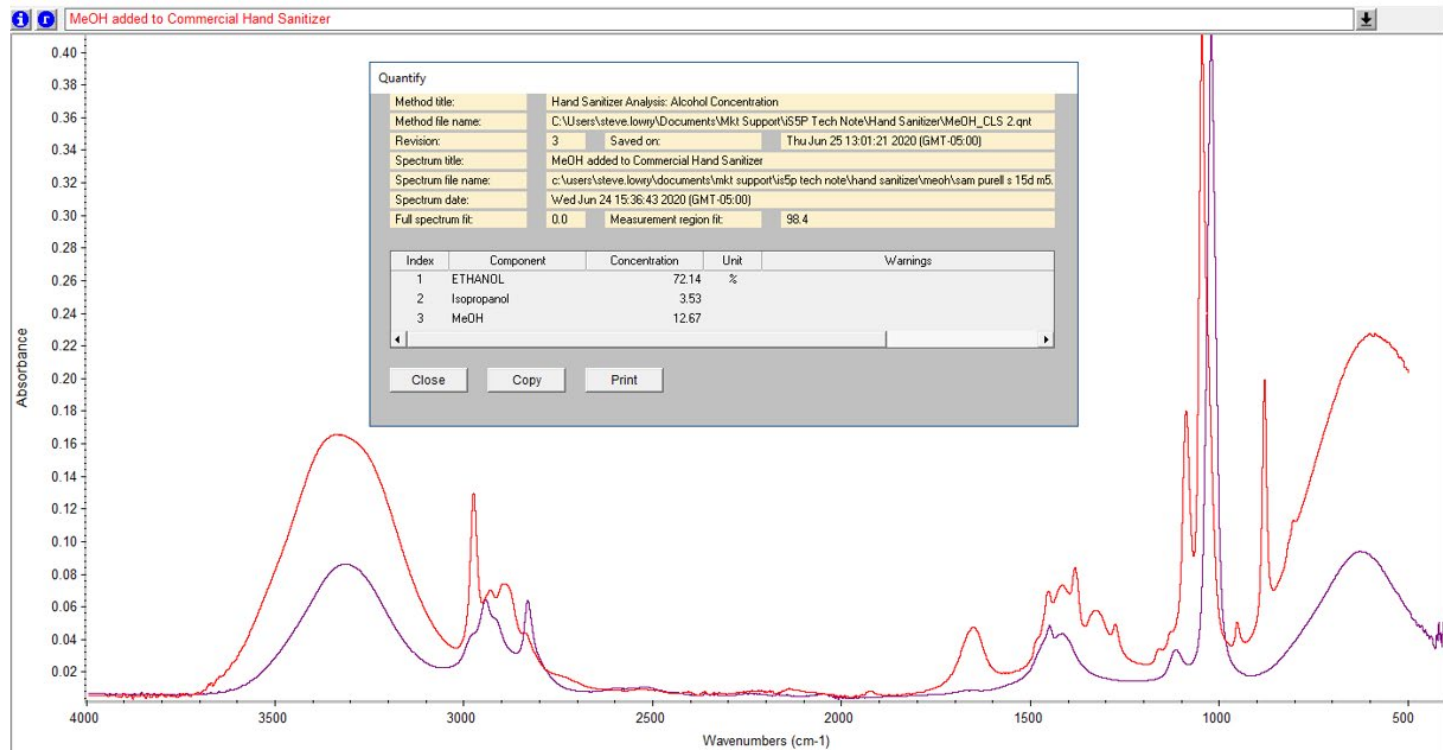 i r MeOH added to Commercial Hand Sanitizer
Quantify
Method title: Hand Sanitizer Analysis: Alcohol Concentration
Method file name: C:\Users\steve.lowry\Documents\Mkt Support\iS5P Tech Note\Hand Sanitizer\MeOH_CLS 2.qnt
Revision: 3 Saved on: Thu Jun 25 13:01:21 2020 (GMT-05:00)
Spectrum title: MeOH added to Commercial Hand Sanitizer
Spectrum file name: c:\users\steve.lowry\documents\mkt support\is5p tech note\hand sanitizer\meoh\sam purell s 15d m5.
Spectrum date: Wed Jun 24 15:36:43 2020 (GMT-05:00)
Full spectrum fit: 0.0 Measurement region fit: 98.4
Index Component Concentration Unit Warnings
1 ETHANOL 72.14 %
2 Isopropanol 3.53
3 MeOH 12.67
Close Copy Print
0.40
0.38
0.36
0.34
0.32
0.30
0.28
0.26
0.24
0.22
0.20
0.18
0.16
0.14
0.12
0.10
0.08
0.06
0.04
0.02
Absorbance
4000 3500 3000 2500 2000 1500 1000 500
Wavenumbers (cm-1)